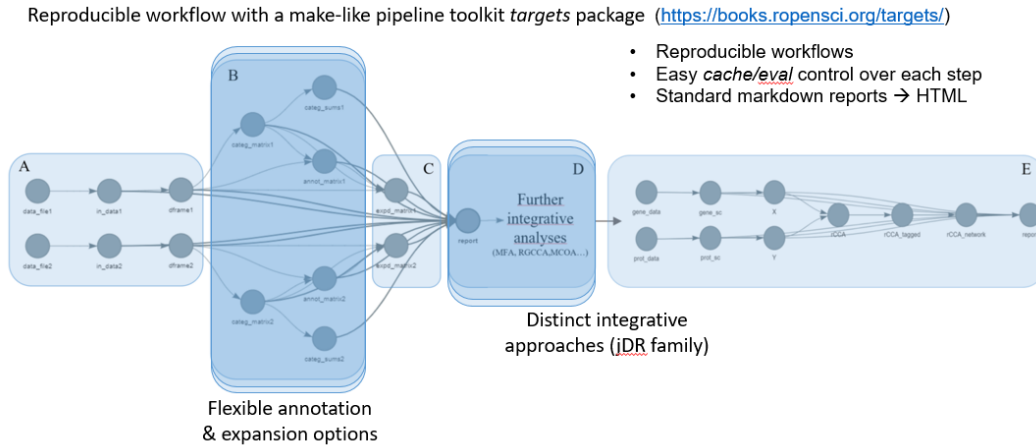 Reproducible workflow with a make-like pipeline toolkit targets package (https://books.ropensci.org/targets/)
• Reproducible workflows
• Easy cache/eval control over each step
• Standard markdown reports → HTML
A
data_file1
in_data1
dframe1
data_file2
in_data2
dframe2
B
categ_sums1
categ_matrix1
annot_matrix1
annot_matrix2
categ_matrix2
categ_sums2
C
expd_matrix1
expd_matrix2
D
report
Further
integrative
analyses
(MFA, RGCCA,MCOA…)
E
gene_data
gene_sc
X
rCCA
rCCA_tagged
rCCA_network
report
prot_data
prot_sc
Y
Flexible annotation
& expansion options
Distinct integrative
approaches (jDR family)